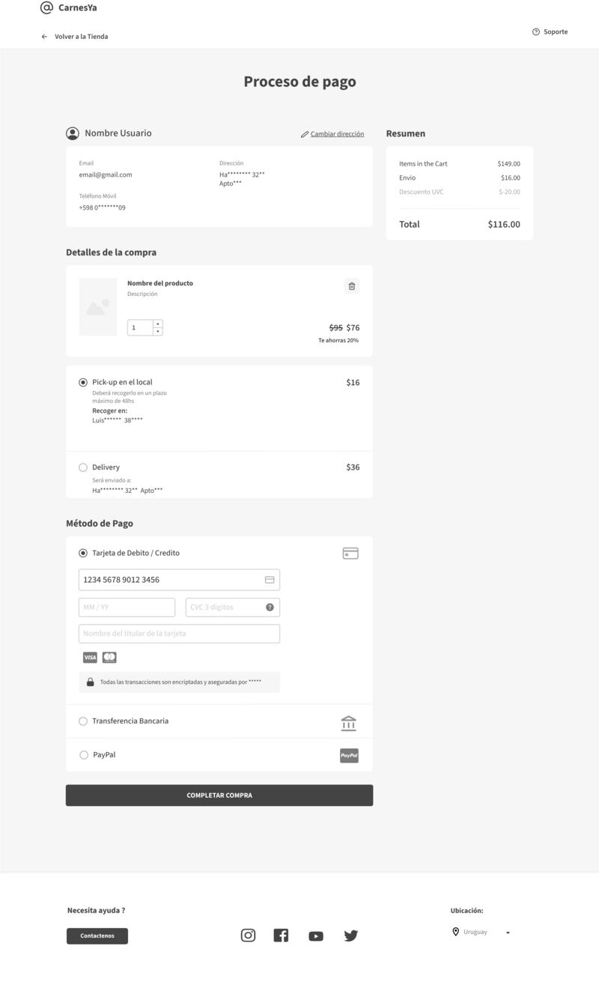 CarnesYa
Volver a la Tienda
Soporte
Proceso de pago
Nombre Usuario
Cambiar dirección
Email
email@gmail.com
Dirección
Ha******** 32**
Apto***
Teléfono Móvil
+598 0*******09
Resumen
Items in the Cart $149.00
Envio $16.00
Descuento UVC $-20.00
Total $116.00
Detalles de la compra
Nombre del producto
Descripción
1
$95 $76
Te ahorras 20%
Pick-up en el local $16
Deberá recogerlo en un plazo
máximo de 48hs
Recoger en:
Luis****** 38****
Delivery $36
Será enviado a:
Ha******** 32** Apto***
Método de Pago
Tarjeta de Debito / Credito
1234 5678 9012 3456
MM / YY
CVC 3 digitos
?
Nombre del titular de la tarjeta
VISA
Todas las transacciones son encriptadas y aseguradas por *****
Transferencia Bancaria
PayPal
PayPal
COMPLETAR COMPRA
Necesita ayuda ?
Contactenos
Ubicación:
Uruguay